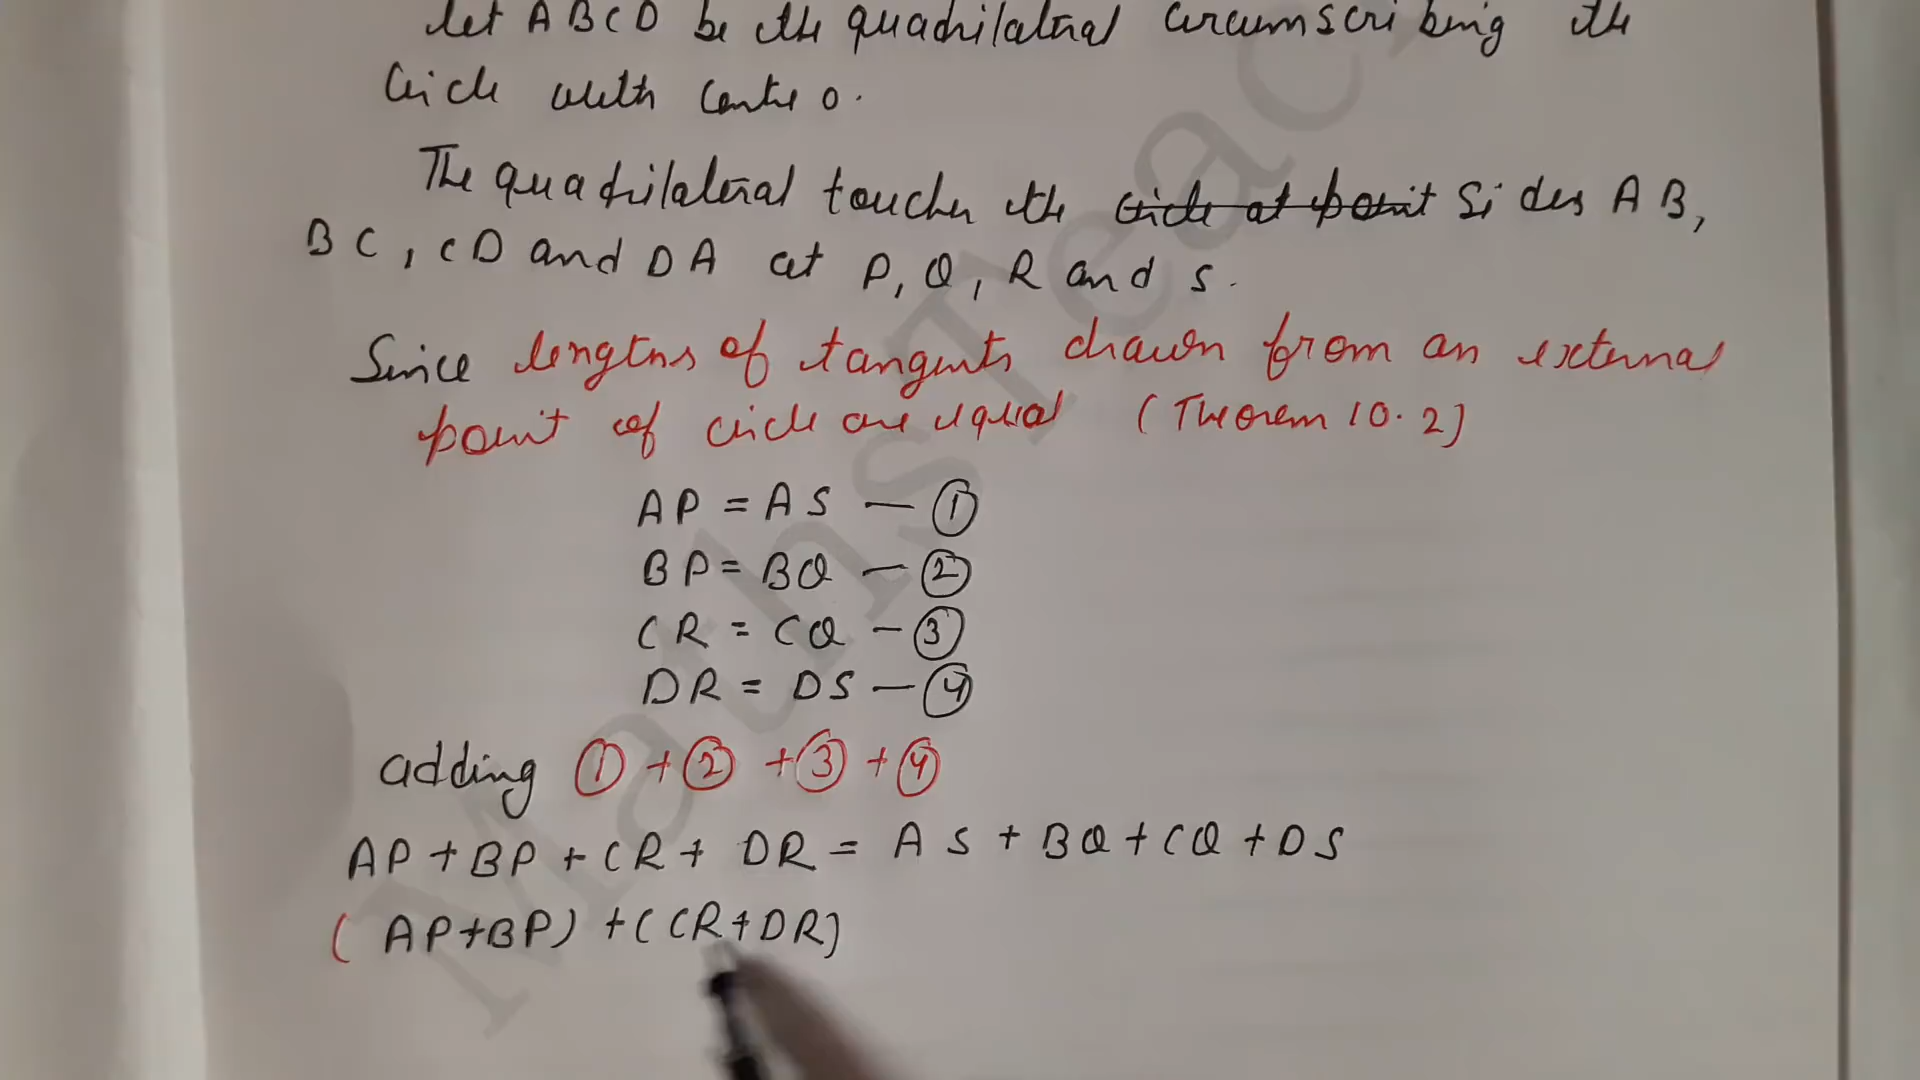 let ABCD be the quadrilateral circumscribing the
circle with centre O.
The quadrilateral touches the circle at point Sides AB,
BC, CD and DA at P, Q, R and S.
Since lengths of tangents drawn from an external
point of circle are equal (Theorem 10.2)
AP = AS — ①
BP = BQ — ②
CR = CQ — ③
DR = DS — ④
adding ① + ② + ③ + ④
AP + BP + CR + DR = AS + BQ + CQ + DS
(AP+BP) + (CR+DR)
Maths Teac